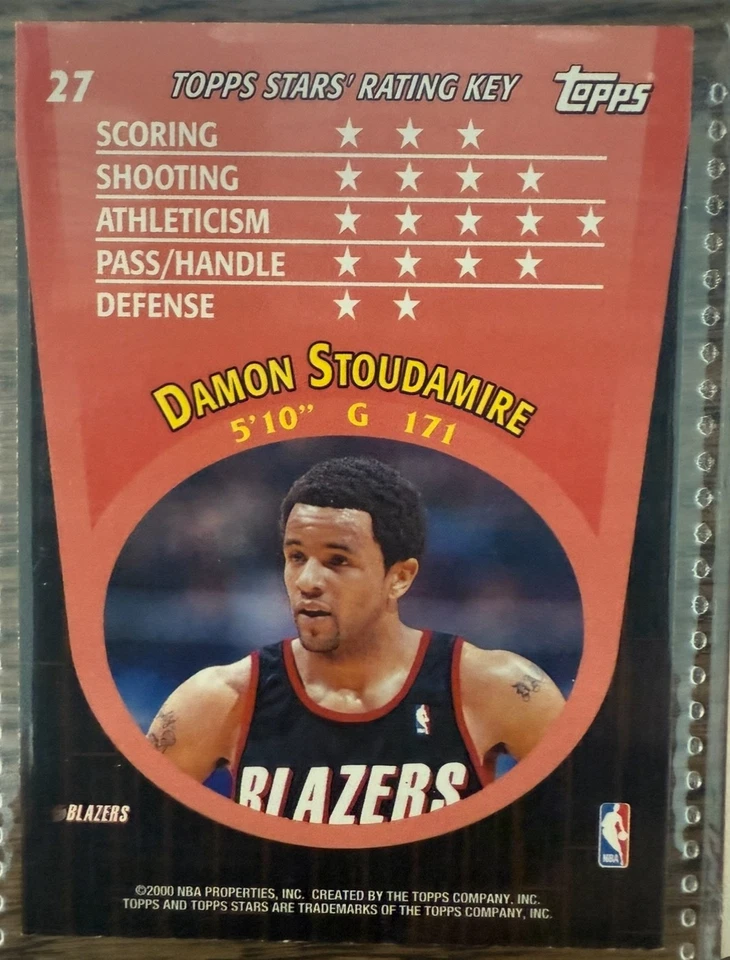 27 TOPPS STARS' RATING KEY Topps
SCORING ★ ★ ★
SHOOTING ★ ★ ★ ★
ATHLETICISM ★ ★ ★ ★ ★
PASS/HANDLE ★ ★ ★ ★
DEFENSE ★ ★
DAMON STOUDAMIRE
5'10" G 171
BLAZERS
BLAZERS
NBA
©2000 NBA PROPERTIES, INC. CREATED BY THE TOPPS COMPANY, INC.
TOPPS AND TOPPS STARS ARE TRADEMARKS OF THE TOPPS COMPANY, INC.